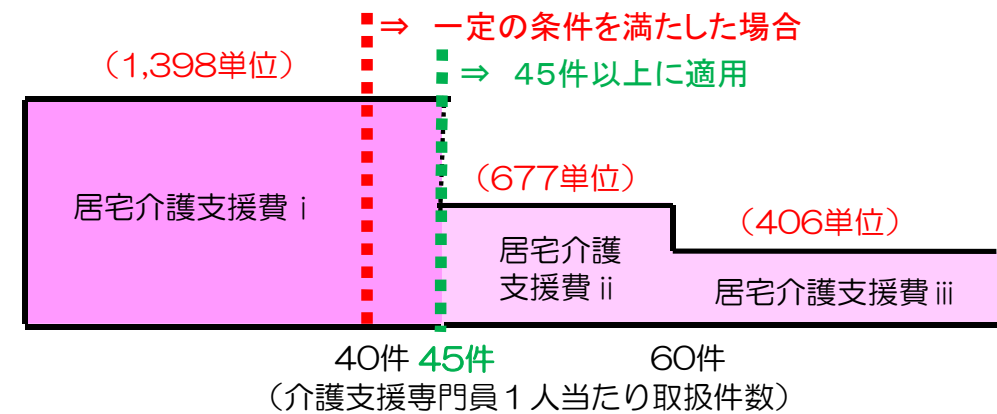 ⇒ 一定の条件を満たした場合
（1,398単位）
⇒ 45件以上に適用
（677単位）
（406単位）
居宅介護支援費ⅰ
居宅介護
支援費ⅱ
居宅介護支援費ⅲ
40件 45件 60件
（介護支援専門員１人当たり取扱件数）